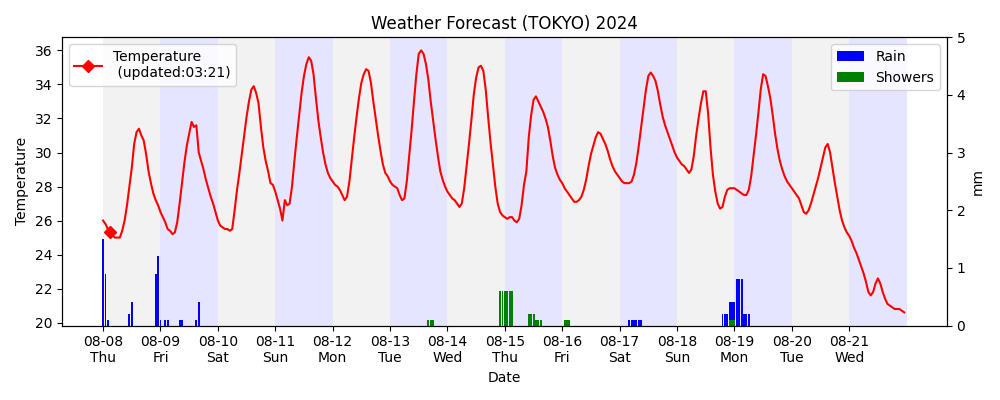 Weather Forecast (TOKYO) 2024
Temperature
(updated:03:21)
Rain
Showers
36
34
32
30
28
26
24
22
20
Temperature
5
4
3
2
1
0
mm
08-08 08-09 08-10 08-11 08-12 08-13 08-14 08-15 08-16 08-17 08-18 08-19 08-20 08-21
Thu Fri Sat Sun Mon Tue Wed Thu Fri Sat Sun Mon Tue Wed
Date